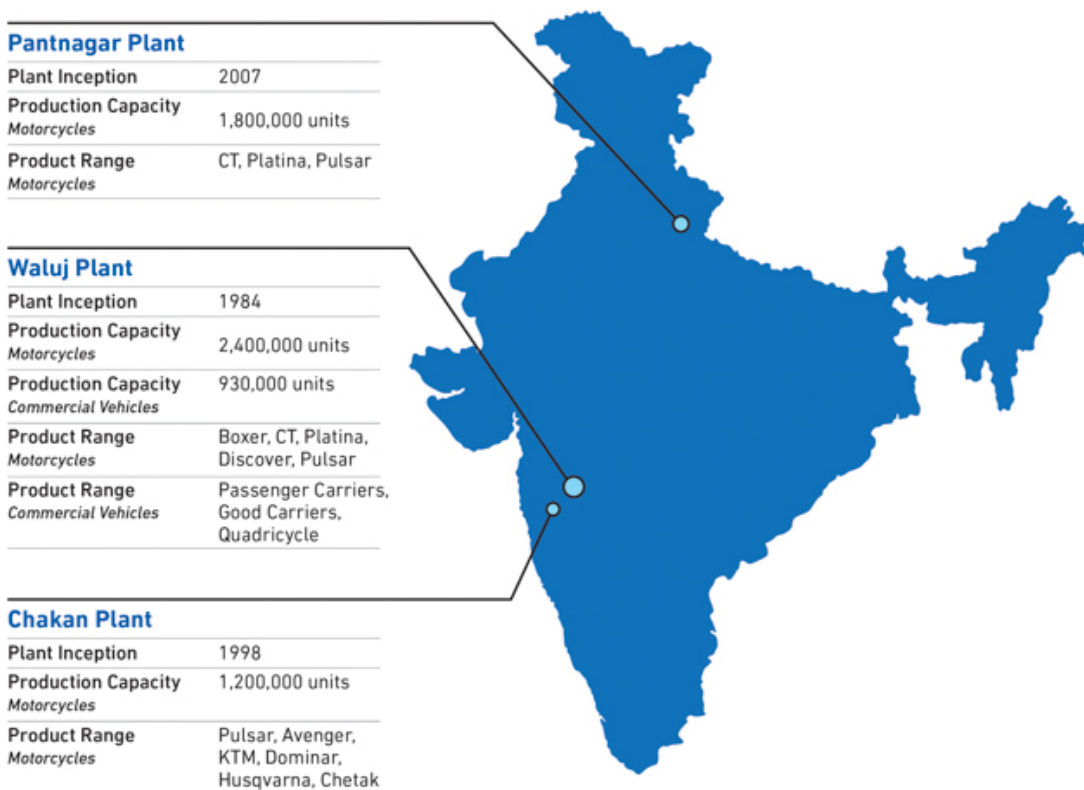 Pantnagar Plant
Plant Inception 2007
Production Capacity
Motorcycles 1,800,000 units
Product Range CT, Platina, Pulsar
Motorcycles
Waluj Plant
Plant Inception 1984
Production Capacity
Motorcycles 2,400,000 units
Production Capacity 930,000 units
Commercial Vehicles
Product Range Boxer, CT, Platina,
Motorcycles Discover, Pulsar
Product Range Passenger Carriers,
Commercial Vehicles Good Carriers,
Quadricycle
Chakan Plant
Plant Inception 1998
Production Capacity 1,200,000 units
Motorcycles
Product Range Pulsar, Avenger,
Motorcycles KTM, Dominar,
Husqvarna, Chetak